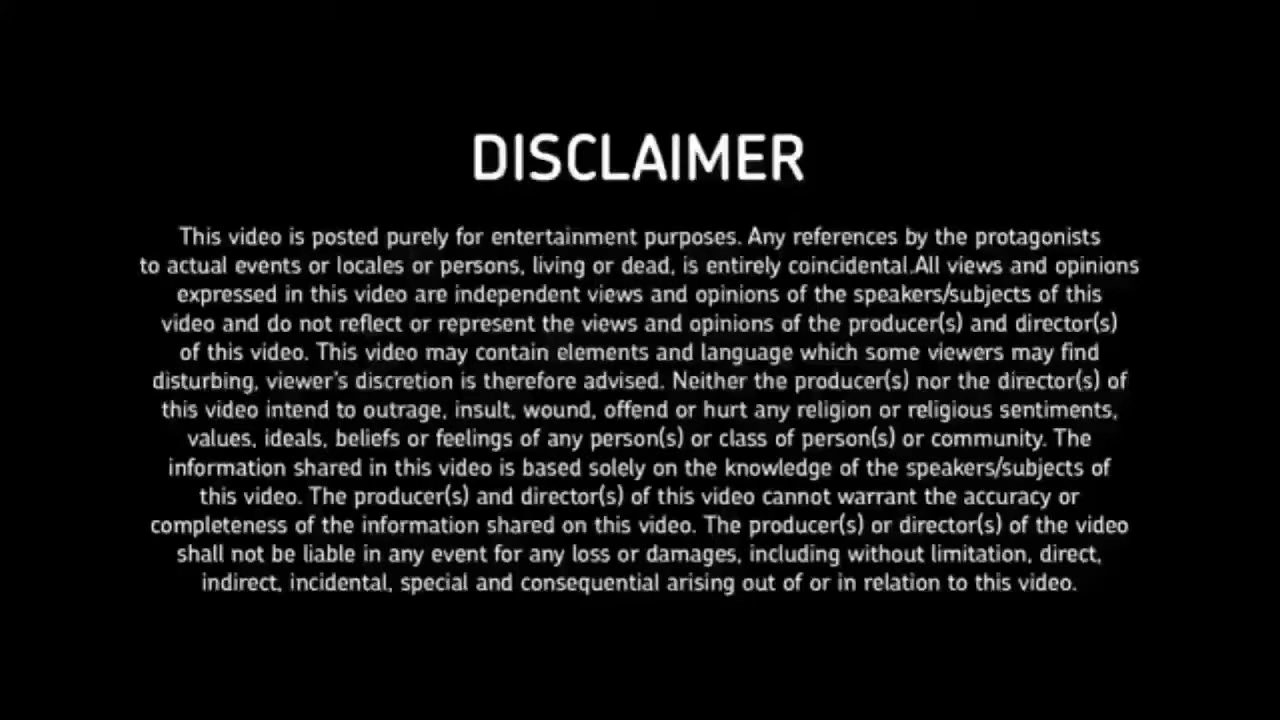 DISCLAIMER
This video is posted purely for entertainment purposes. Any references by the protagonists
to actual events or locales or persons, living or dead, is entirely coincidental.All views and opinions
expressed in this video are independent views and opinions of the speakers/subjects of this
video and do not reflect or represent the views and opinions of the producer(s) and director(s)
of this video. This video may contain elements and language which some viewers may find
disturbing, viewer's discretion is therefore advised. Neither the producer(s) nor the director(s) of
this video intend to outrage, insult, wound, offend or hurt any religion or religious sentiments,
values, ideals, beliefs or feelings of any person(s) or class of person(s) or community. The
information shared in this video is based solely on the knowledge of the speakers/subjects of
this video. The producer(s) and director(s) of this video cannot warrant the accuracy or
completeness of the information shared on this video. The producer(s) or director(s) of the video
shall not be liable in any event for any loss or damages, including without limitation, direct,
indirect, incidental, special and consequential arising out of or in relation to this video.